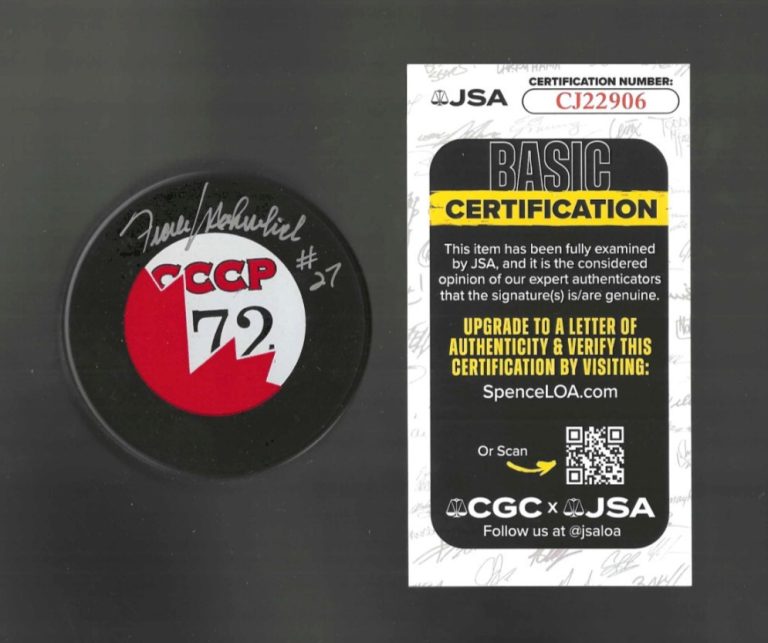 Frank Mahovlich
#27
CCCP
72
JSA
CERTIFICATION NUMBER:
CJ22906
BASIC
CERTIFICATION
This item has been fully examined
by JSA, and it is the considered
opinion of our expert authenticators
that the signature(s) is/are genuine.
UPGRADE TO A LETTER OF
AUTHENTICITY & VERIFY THIS
CERTIFICATION BY VISITING:
SpenceLOA.com
Or Scan
CGC x JSA
Follow us at @jsaloa